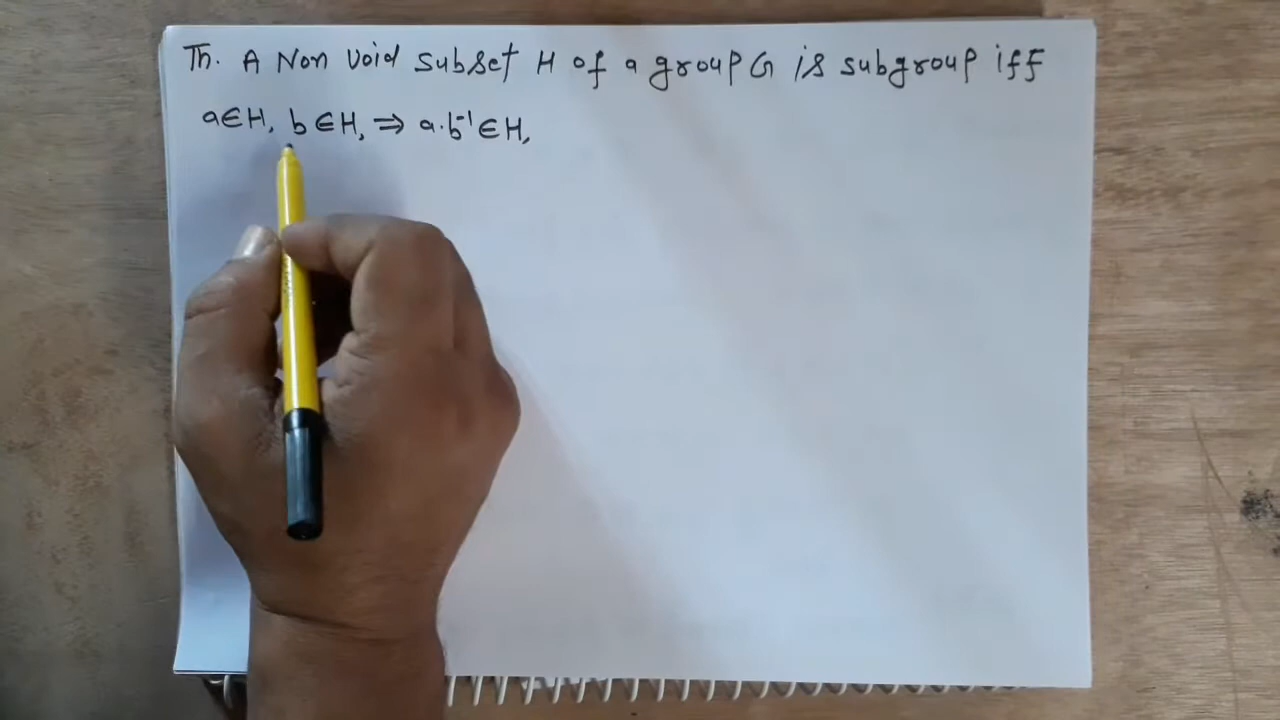 Th. A Non void subset H of a group G is subgroup iff
a∈H, b∈H, ⇒ a.b⁻¹∈H,